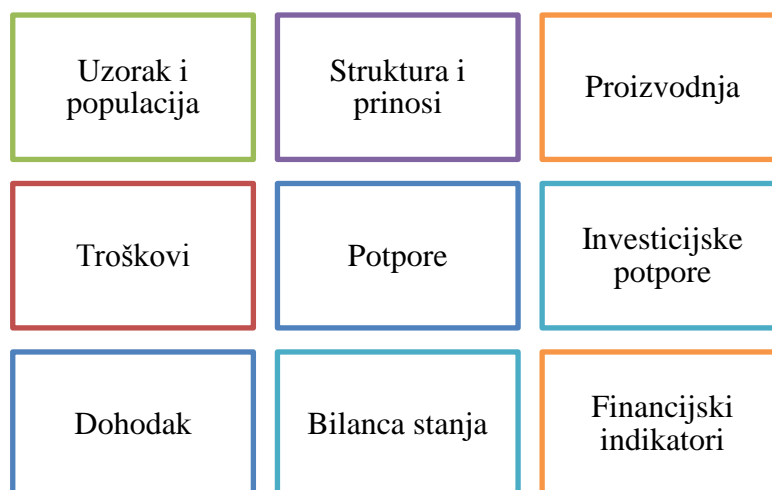 Uzorak i
populacija
Struktura i
prinosi
Proizvodnja
Troškovi
Potpore
Investicijske
potpore
Dohodak
Bilanca stanja
Financijski
indikatori